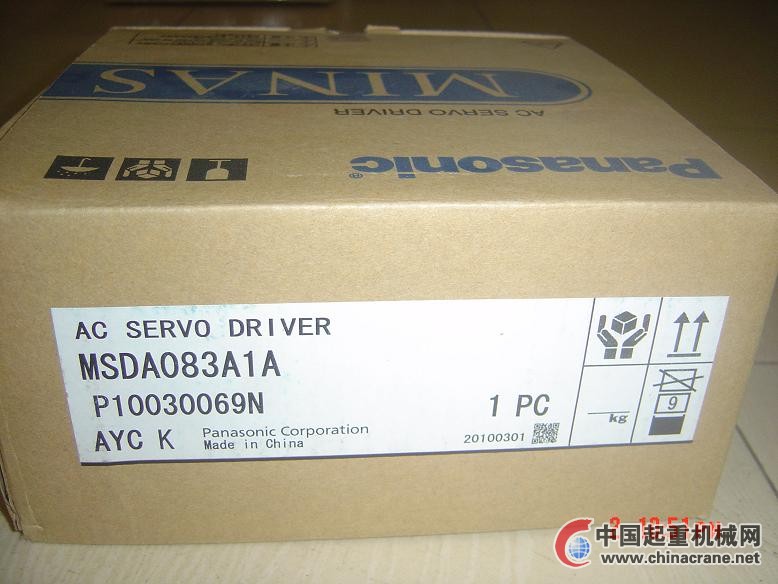 MINAS
AC SERVO DRIVER
Panasonic®
AC SERVO DRIVER
MSDA083A1A
P10030069N
1 PC
AYC K
Panasonic Corporation
Made in China
20100301
kg
9
中国起重机械网
www.chinacrane.net